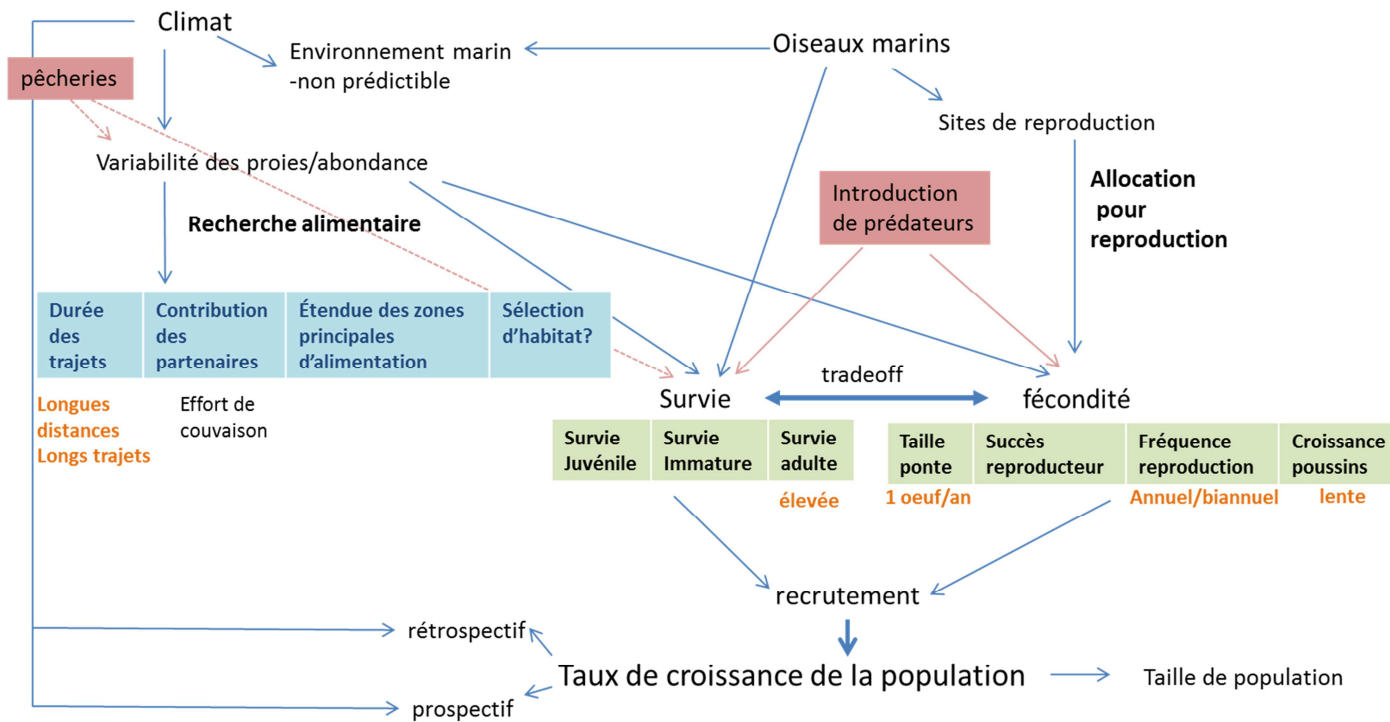 Climat
Oiseaux marins
Environnement marin
-non prédictible
pêcheries
Sites de reproduction
Variabilité des proies/abondance
Allocation
pour
reproduction
Introduction
de prédateurs
Recherche alimentaire
Durée
des
trajets
Contribution
des
partenaires
Étendue des zones
principales
d'alimentation
Sélection
d'habitat?
tradeoff
Survie
fécondité
Longues
distances
Longs trajets
Effort de
couvaison
Survie
Juvénile
Survie
Immature
Survie
adulte
élevée
Taille
ponte
1 oeuf/an
Succès
reproducteur
Fréquence
reproduction
Annuel/biannuel
Croissance
poussins
lente
recrutement
rétrospectif
Taux de croissance de la population
Taille de population
prospectif